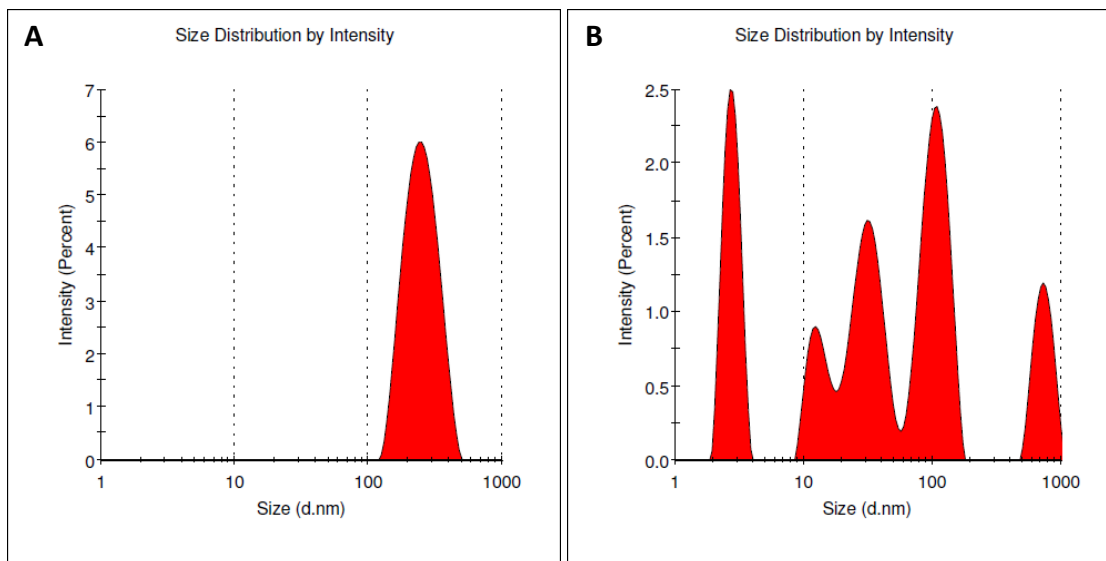 A
Size Distribution by Intensity
7
6
5
4
3
2
1
0
Intensity (Percent)
1
10
100
1000
Size (d.nm)
B
Size Distribution by Intensity
2.5
2.0
1.5
1.0
0.5
0.0
Intensity (Percent)
1
10
100
1000
Size (d.nm)